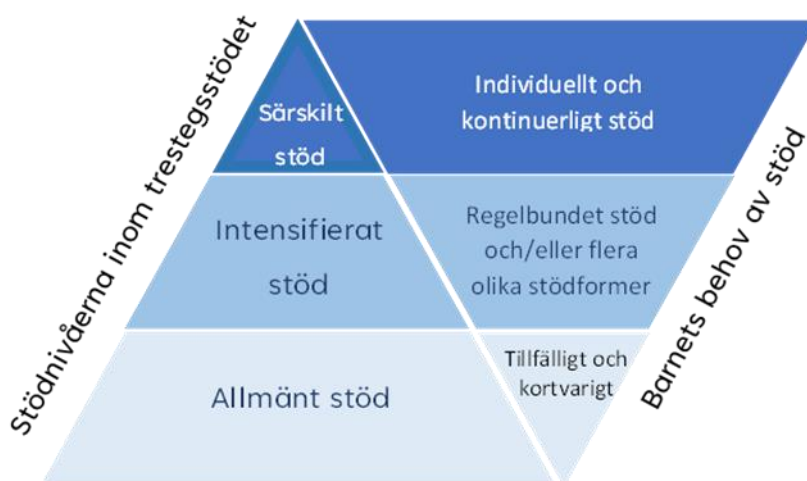 Stödnivåerna inom trestegsstödet
Särskilt
stöd
Individuellt och
kontinuerligt stöd
Intensifierat
stöd
Regelbundet stöd
och/eller flera
olika stödformer
Allmänt stöd
Tillfälligt och
kortvarigt
Barnets behov av stöd